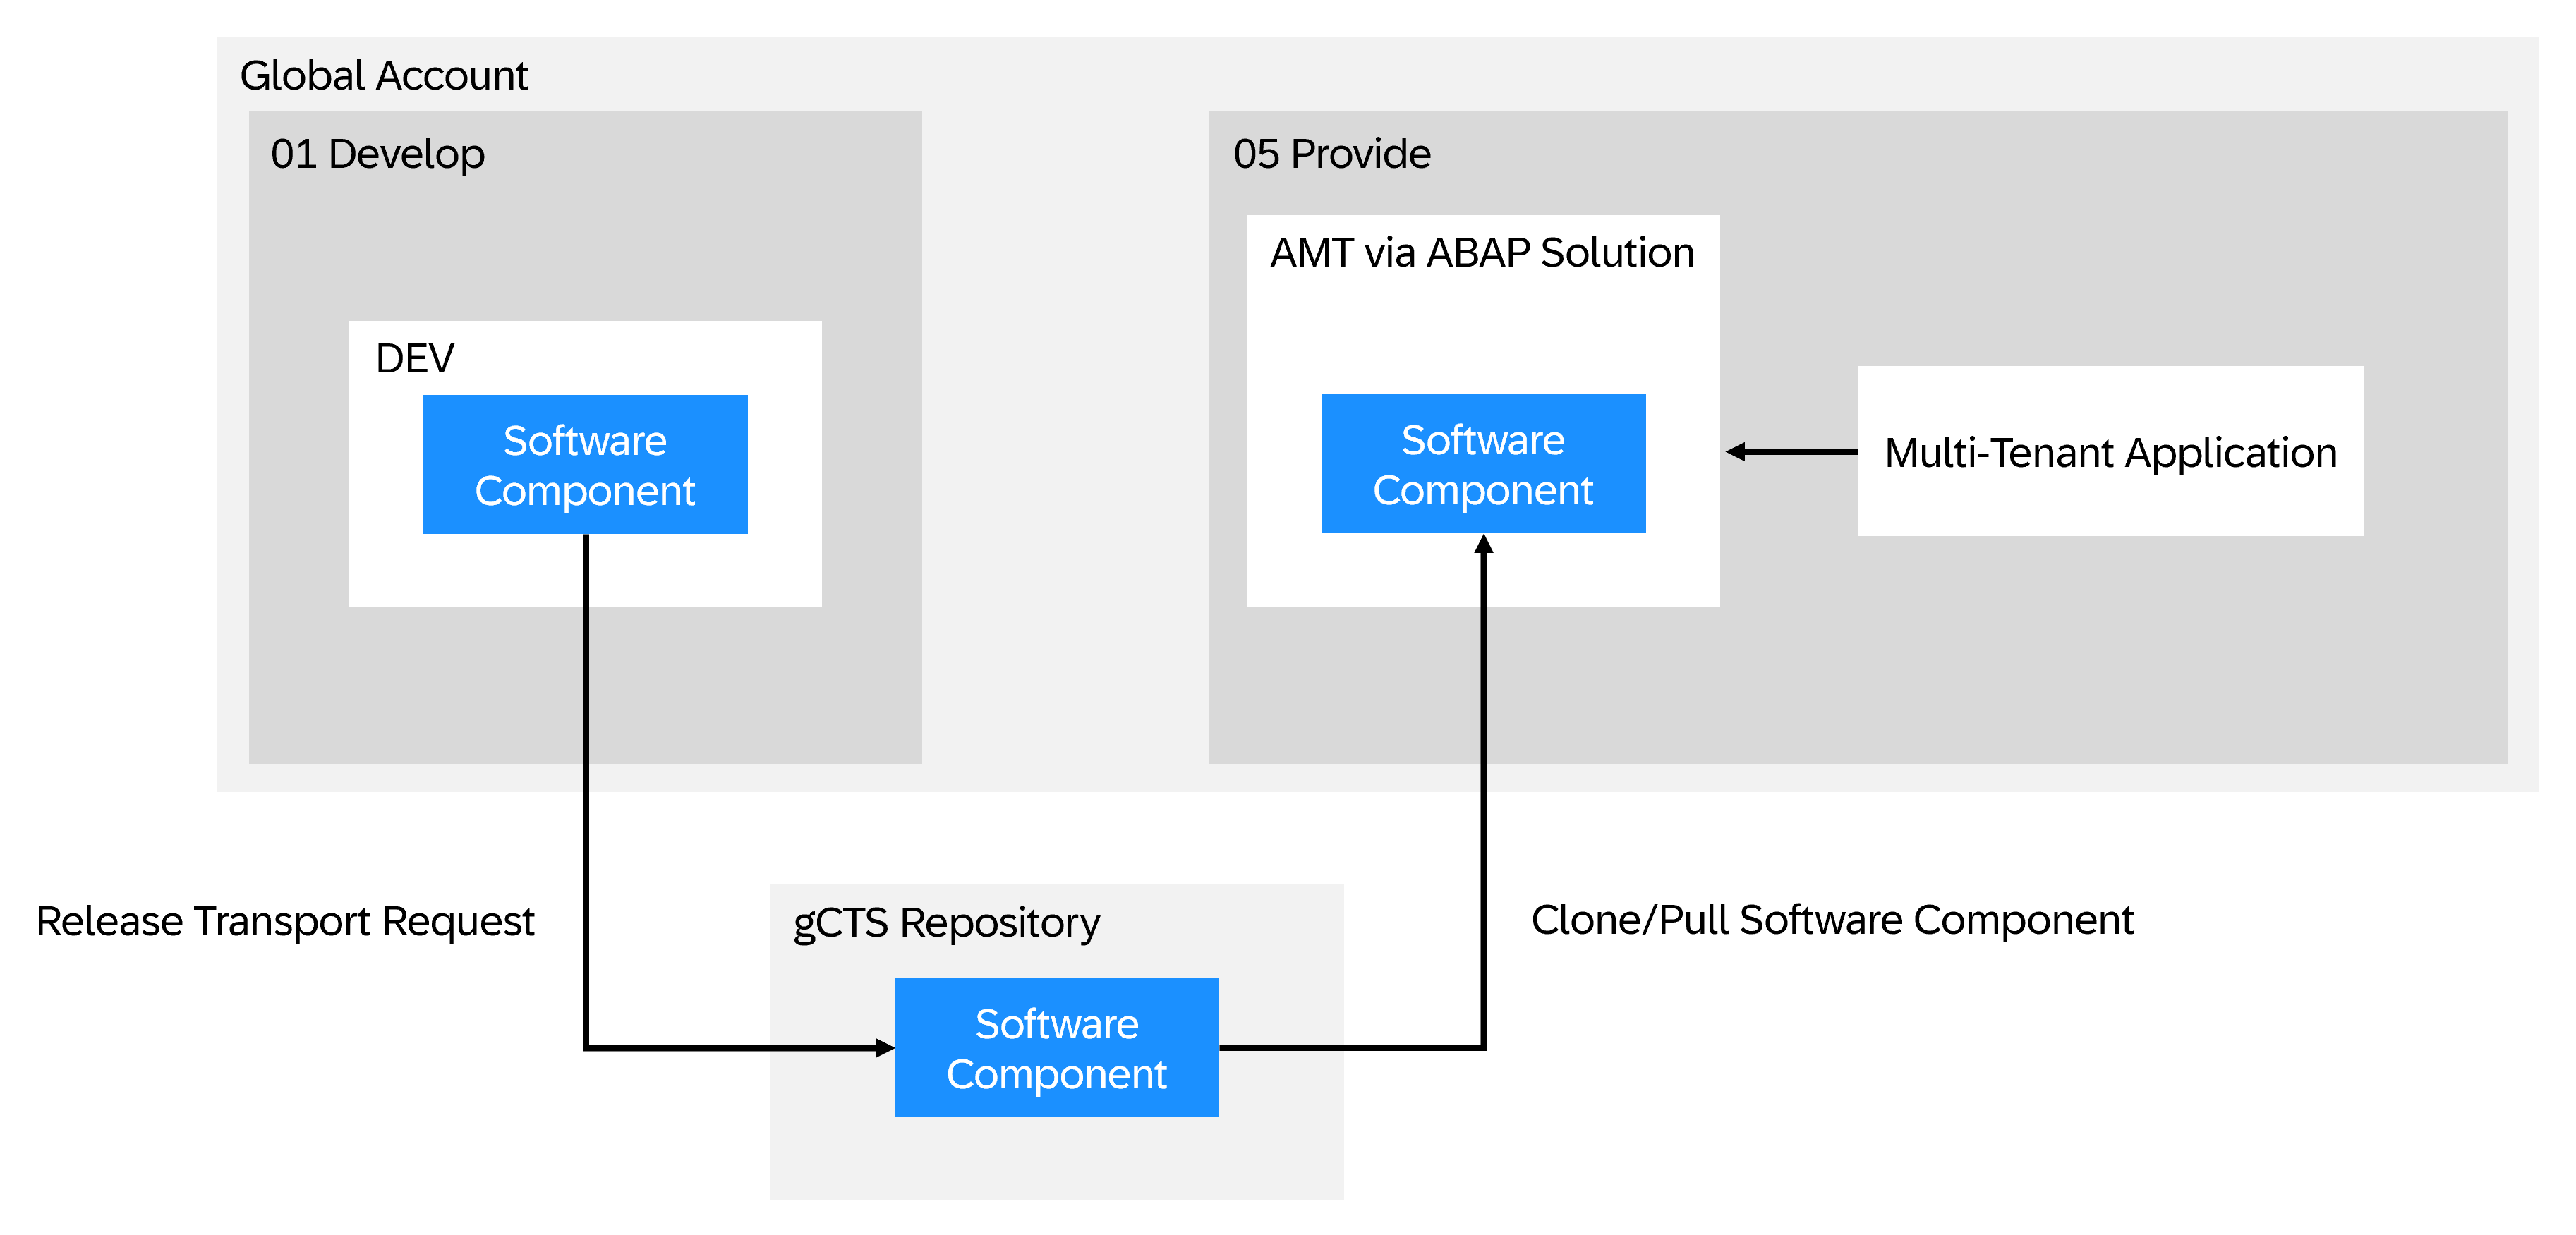 Global Account
01 Develop
05 Provide
AMT via ABAP Solution
DEV
Software
Component
Software
Component
Multi-Tenant Application
Release Transport Request
gCTS Repository
Clone/Pull Software Component
Software
Component